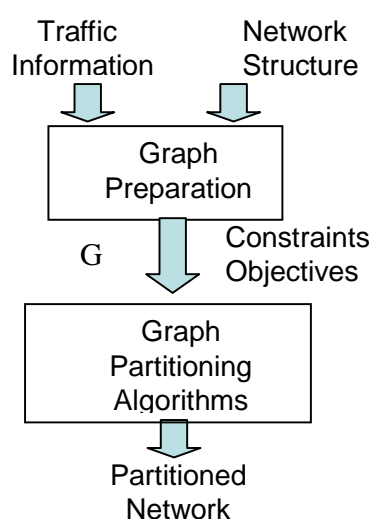 Traffic
Information
Network
Structure
Graph
Preparation
G
Constraints
Objectives
Graph
Partitioning
Algorithms
Partitioned
Network